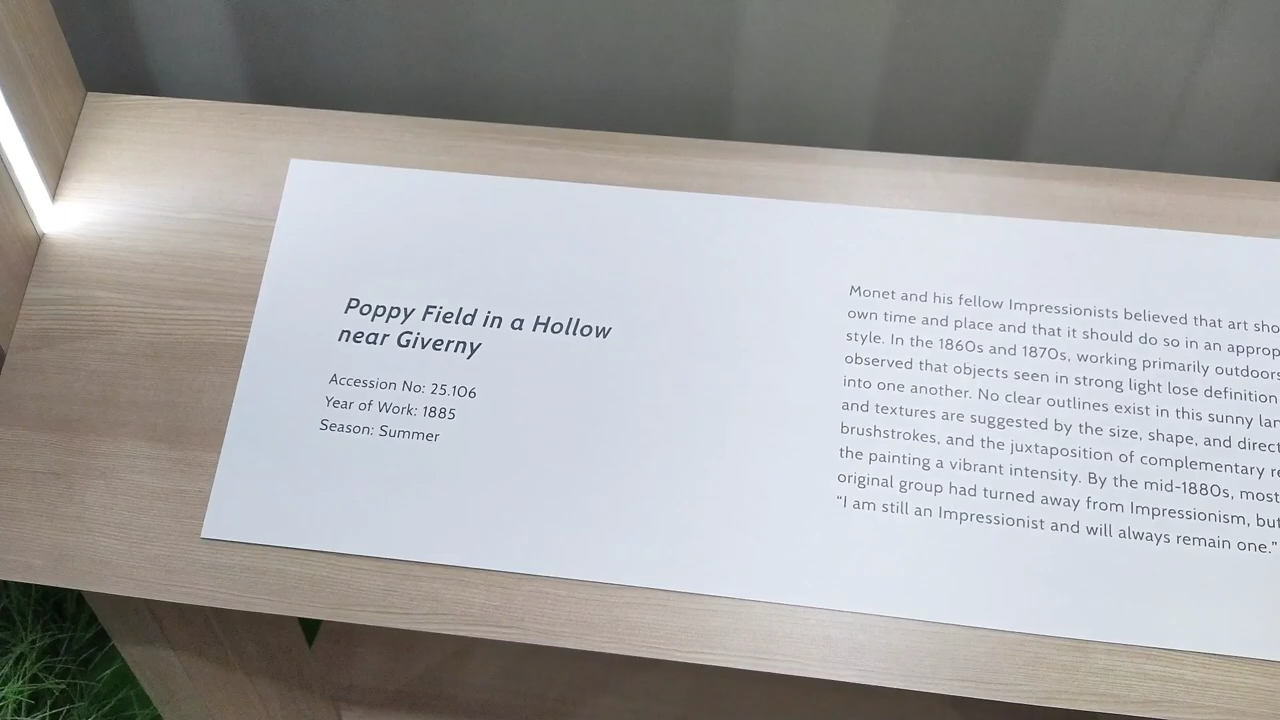 Poppy Field in a Hollow
near Giverny
Accession No: 25.106
Year of Work: 1885
Season: Summer
Monet and his fellow Impressionists believed that art sho
own time and place and that it should do so in an approp
style. In the 1860s and 1870s, working primarily outdoors
observed that objects seen in strong light lose definition
into one another. No clear outlines exist in this sunny lan
and textures are suggested by the size, shape, and direct
brushstrokes, and the juxtaposition of complementary re
the painting a vibrant intensity. By the mid-1880s, most
original group had turned away from Impressionism, but
“I am still an Impressionist and will always remain one.”